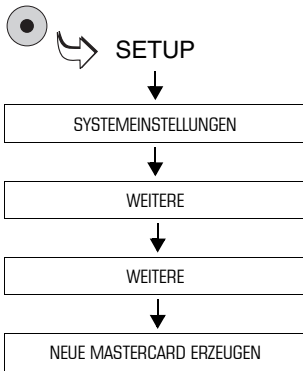 SETUP
SYSTEMEINSTELLUNGEN
WEITERE
WEITERE
NEUE MASTERCARD ERZEUGEN